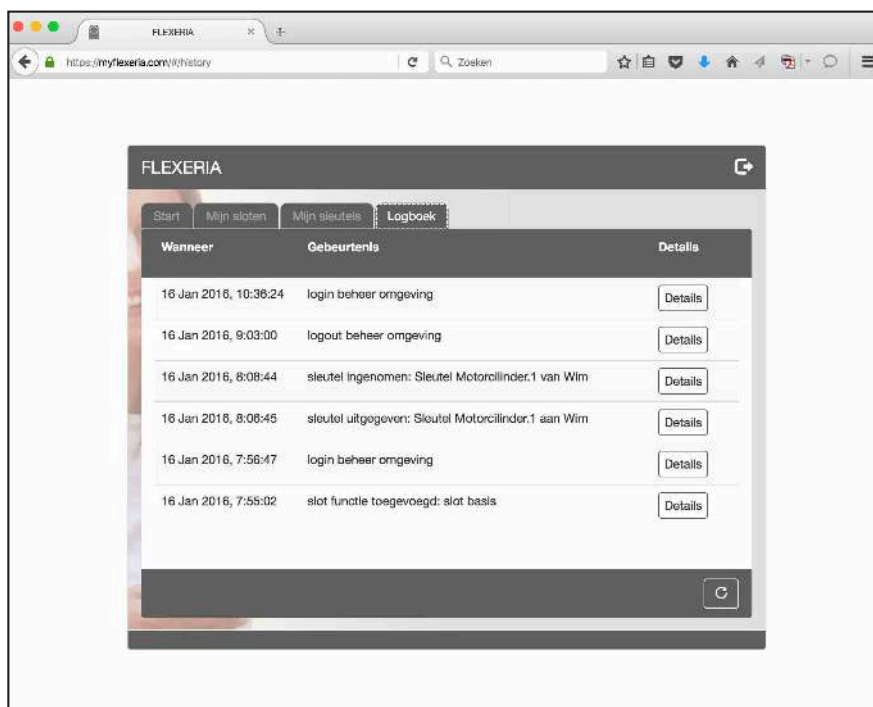 FLEXERIA
https://myflexeria.com/#/history
Zoeken
FLEXERIA
Start Mijn sloten Mijn sleutels Logboek
Wanneer Gebeurtenis Details
16 Jan 2016, 10:36:24 login beheer omgeving Details
16 Jan 2016, 9:03:00 logout beheer omgeving Details
16 Jan 2016, 8:08:44 sleutel ingenomen: Sleutel Motorcilinder.1 van Wim Details
16 Jan 2016, 8:06:45 sleutel uitgegeven: Sleutel Motorcilinder.1 aan Wim Details
16 Jan 2016, 7:56:47 login beheer omgeving Details
16 Jan 2016, 7:55:02 slot functie toegevoegd: slot basis Details